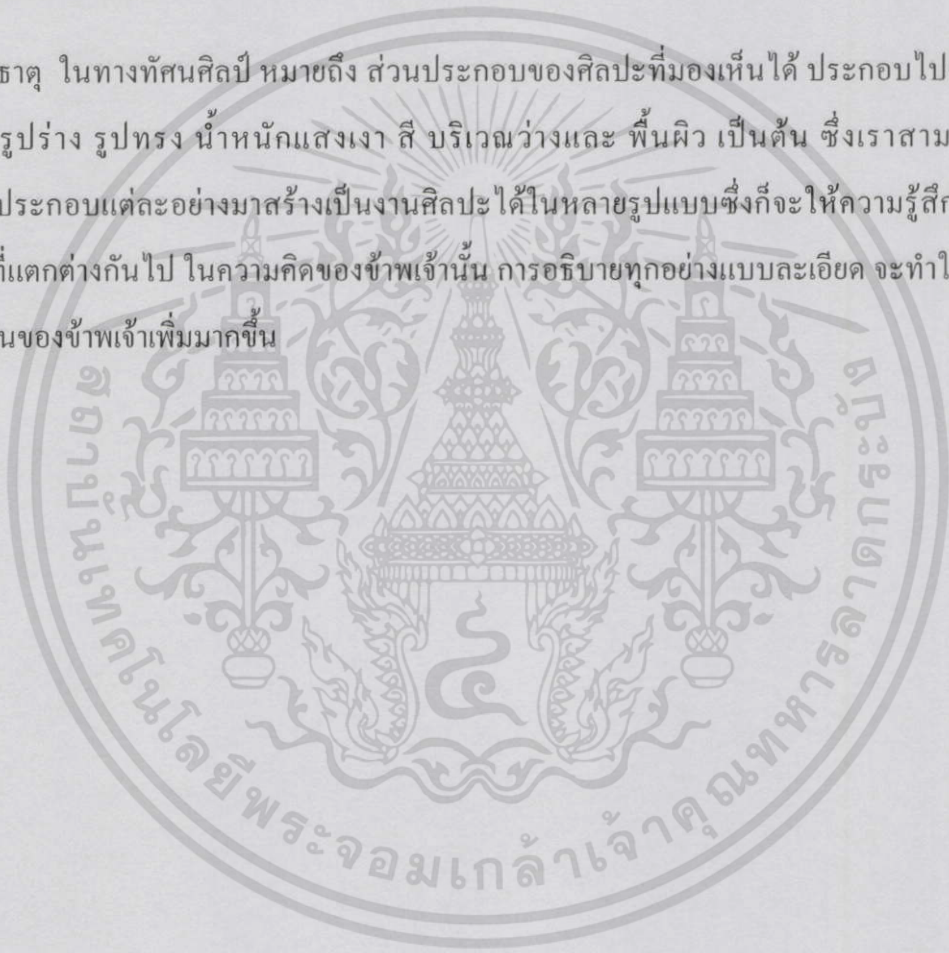 ธาตุ ในทางทัศนศิลป์ หมายถึง ส่วนประกอบของศิลปะที่มองเห็นได้ ประกอบไป
รูปร่าง รูปทรง น้ำหนักแสงเงา สี บริเวณว่างและ พื้นผิว เป็นต้น ซึ่งเราสาม
ประกอบแต่ละอย่างมาสร้างเป็นงานศิลปะได้ในหลายรูปแบบซึ่งก็จะให้ความรู้สึก
ที่แตกต่างกันไป ในความคิดของข้าพเจ้านั้น การอธิบายทุกอย่างแบบละเอียด จะทำใ
นของข้าพเจ้าเพิ่มมากขึ้น
สถาบันเทคโนโลยีพระจอมเกล้าเจ้าคุณทหารลาดกระบัง
๔